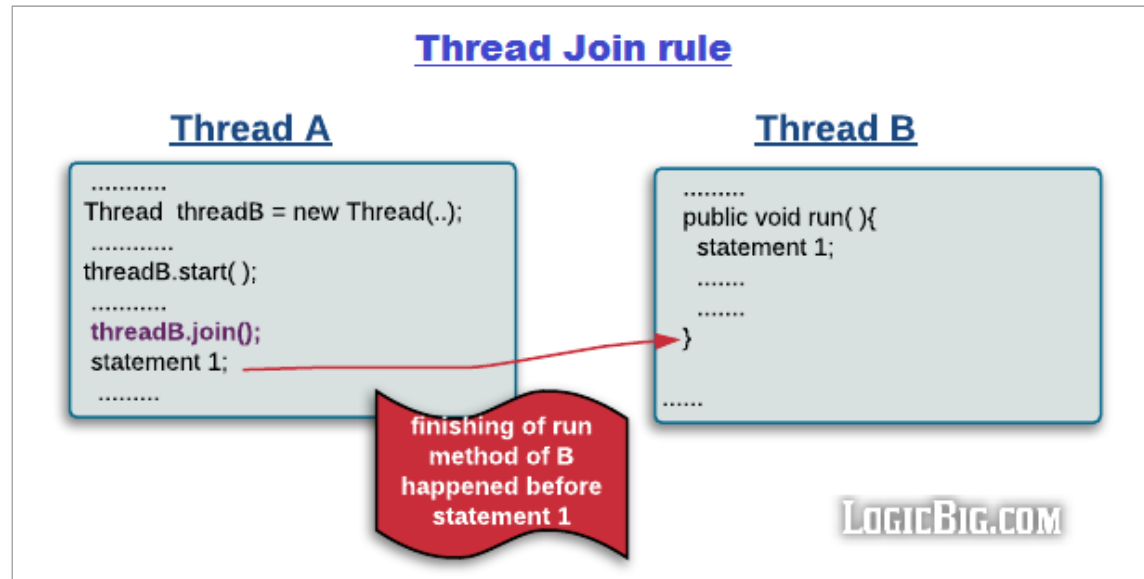 Thread Join rule
Thread A
...........
Thread  threadB = new Thread(..);
............
threadB.start( );
...........
threadB.join();
statement 1;
.........
Thread B
.........
public void run( ){
statement 1;
.......
.......
}
......
finishing of run
method of B
happened before
statement 1
LOGICBIG.COM